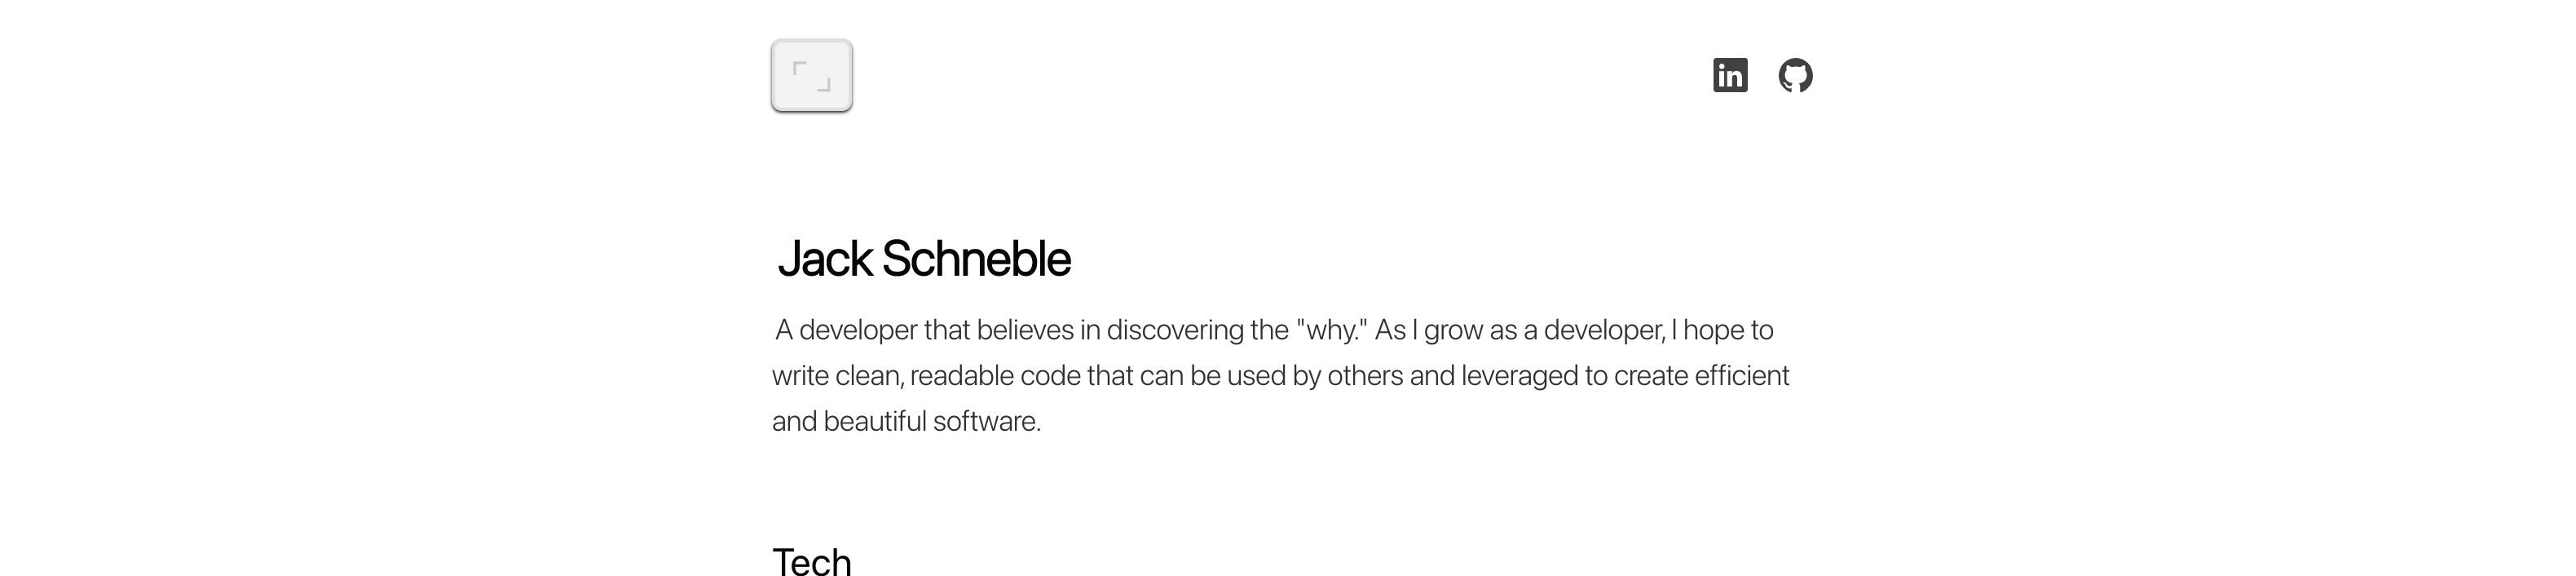 in
Jack Schneble
A developer that believes in discovering the "why." As I grow as a developer, I hope to
write clean, readable code that can be used by others and leveraged to create efficient
and beautiful software.
Tech